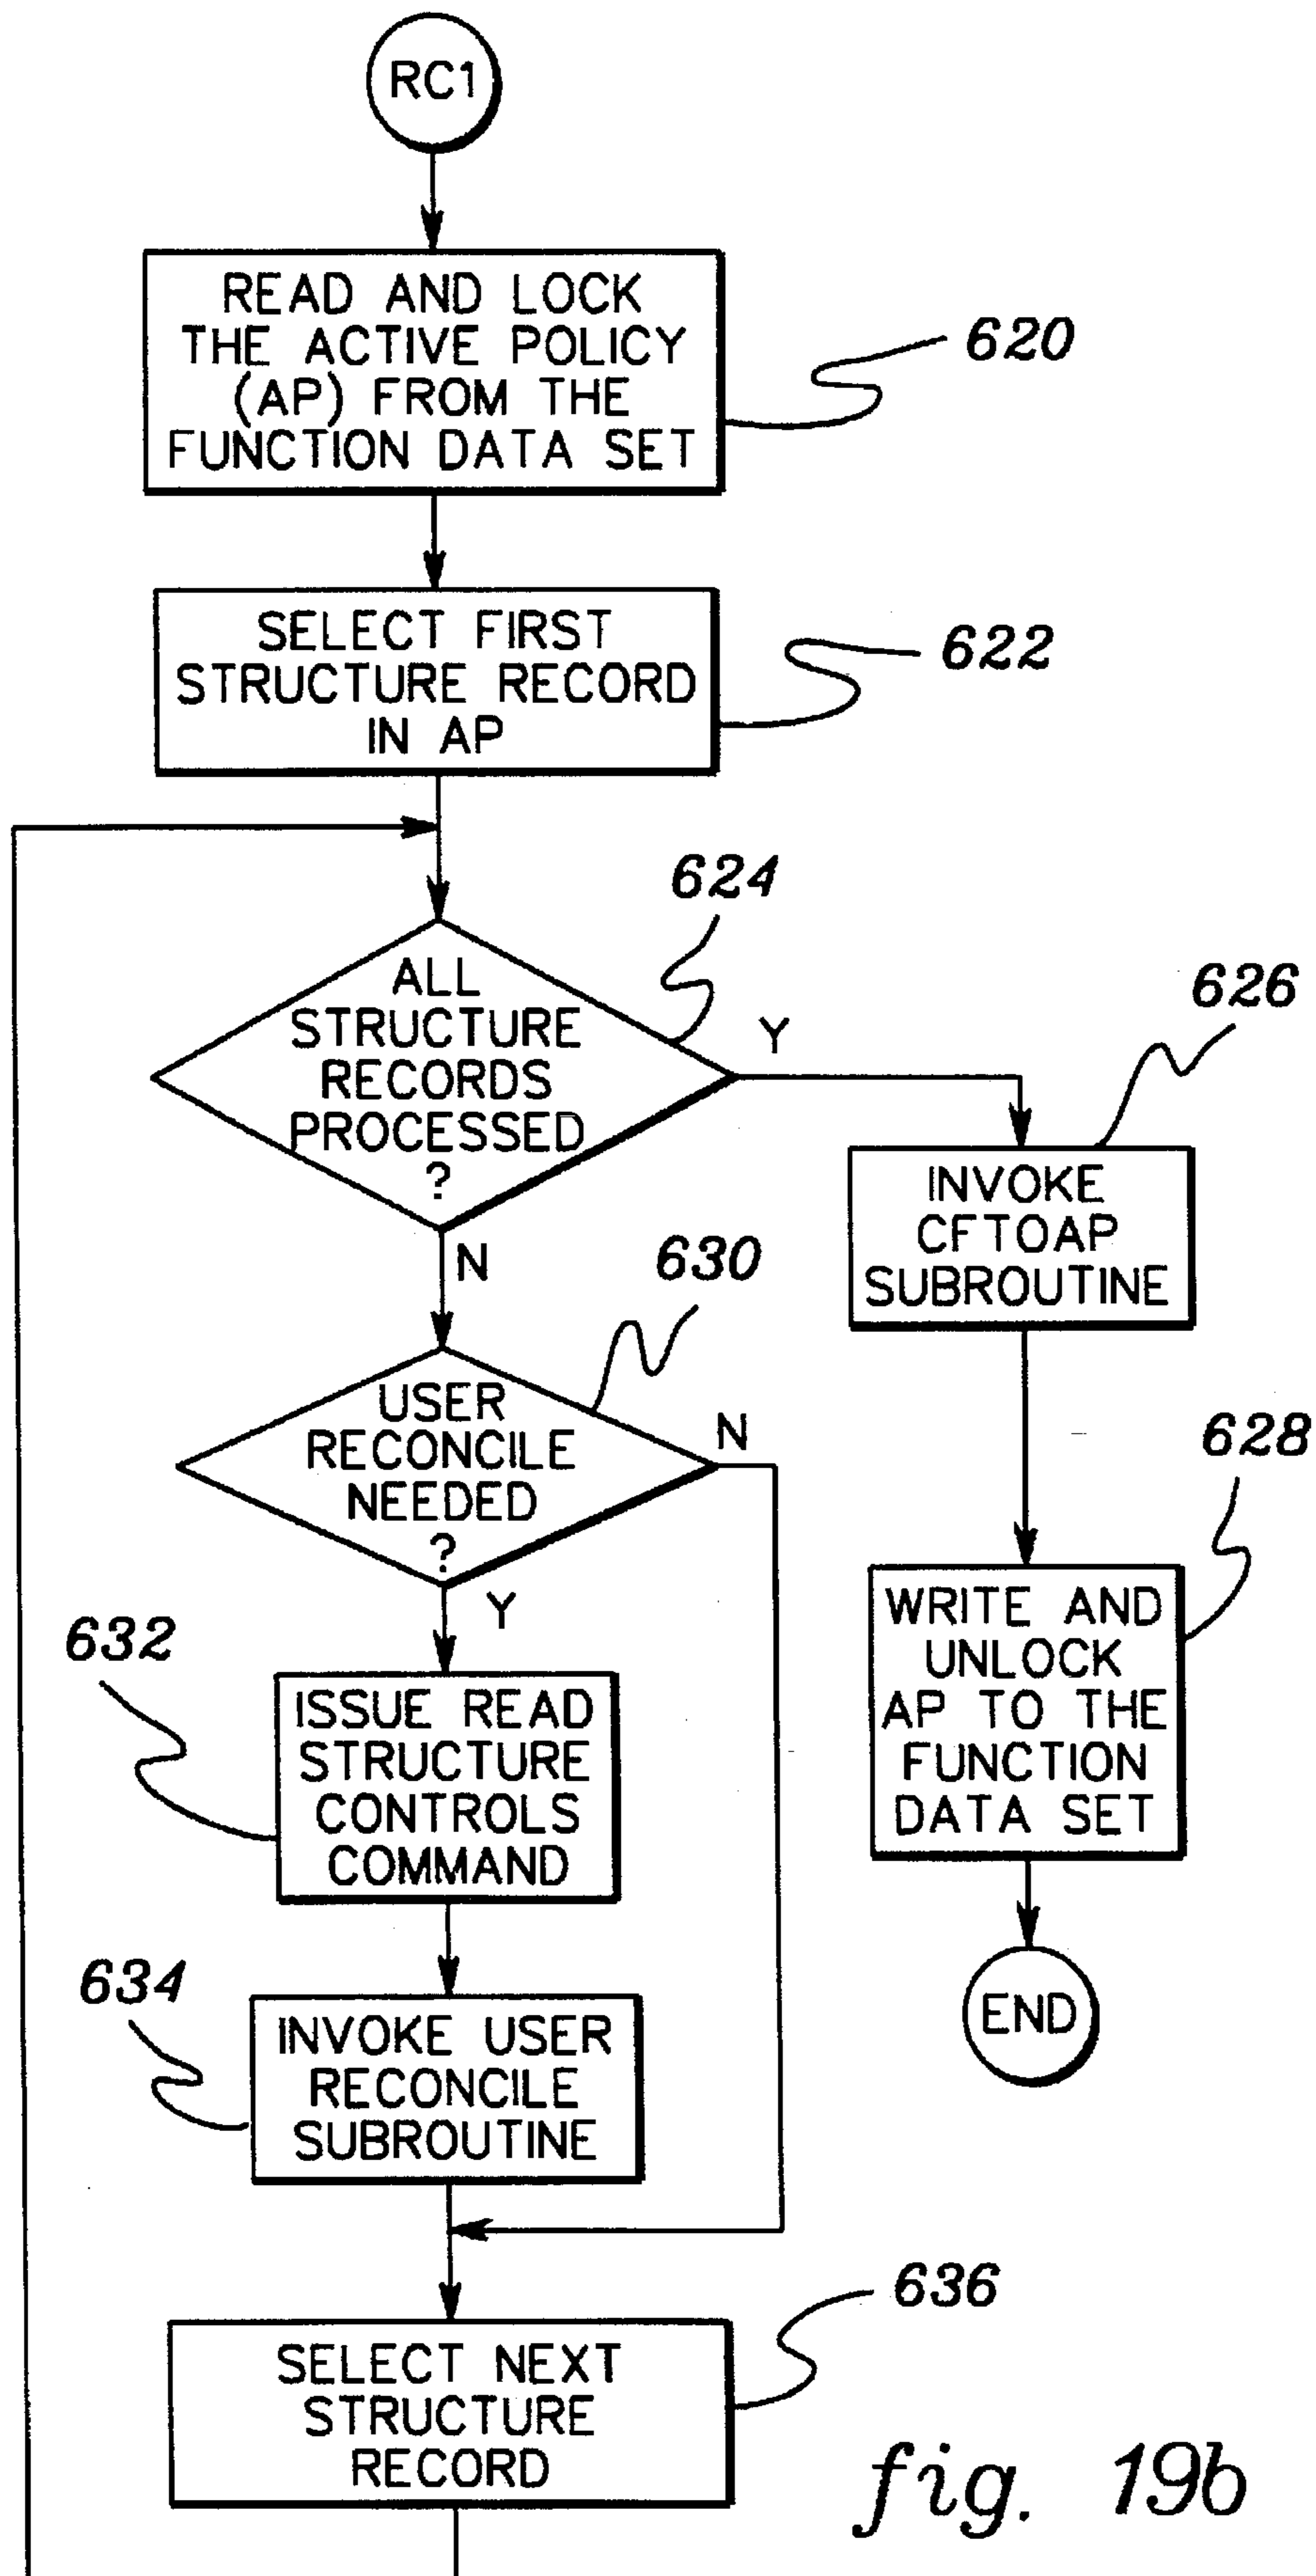 RC1
READ AND LOCK
THE ACTIVE POLICY
(AP) FROM THE
FUNCTION DATA SET
620
SELECT FIRST
STRUCTURE RECORD
IN AP
622
624
ALL
STRUCTURE
RECORDS
PROCESSED
?
Y
N
626
INVOKE
CFTOAP
SUBROUTINE
630
USER
RECONCILE
NEEDED
?
N
Y
628
WRITE AND
UNLOCK
AP TO THE
FUNCTION
DATA SET
632
ISSUE READ
STRUCTURE
CONTROLS
COMMAND
END
634
INVOKE USER
RECONCILE
SUBROUTINE
636
SELECT NEXT
STRUCTURE
RECORD
fig. 19b